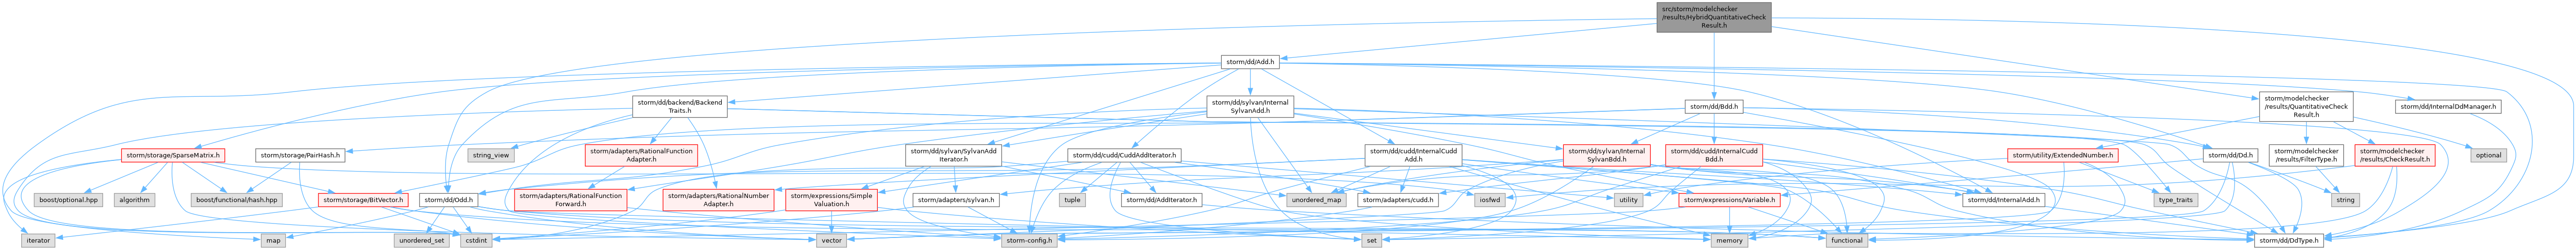 src/storm/modelchecker
/results/HybridQuantitativeCheck
Result.h
storm/dd/Add.h
storm/dd/backend/Backend
Traits.h
storm/dd/sylvan/Internal
SylvanAdd.h
storm/dd/Bdd.h
storm/modelchecker
/results/QuantitativeCheck
Result.h
storm/dd/InternalDdManager.h
storm/storage/SparseMatrix.h
storm/storage/PairHash.h
string_view
storm/adapters/RationalFunction
Adapter.h
storm/dd/sylvan/SylvanAdd
Iterator.h
storm/dd/cudd/CuddAddIterator.h
storm/dd/cudd/InternalCudd
Add.h
storm/dd/sylvan/Internal
SylvanBdd.h
storm/dd/cudd/InternalCudd
Bdd.h
storm/utility/ExtendedNumber.h
storm/modelchecker
/results/FilterType.h
storm/modelchecker
/results/CheckResult.h
storm/dd/Dd.h
optional
boost/optional.hpp
algorithm
boost/functional/hash.hpp
storm/storage/BitVector.h
storm/dd/Odd.h
storm/adapters/RationalFunction
Forward.h
storm/adapters/RationalNumber
Adapter.h
storm/expressions/Simple
Valuation.h
storm/adapters/sylvan.h
tuple
storm/dd/AddIterator.h
unordered_map
storm/adapters/cudd.h
iosfwd
utility
storm/expressions/Variable.h
storm/dd/InternalAdd.h
type_traits
string
iterator
map
unordered_set
cstdint
storm-config.h
vector
set
memory
functional
storm/dd/DdType.h